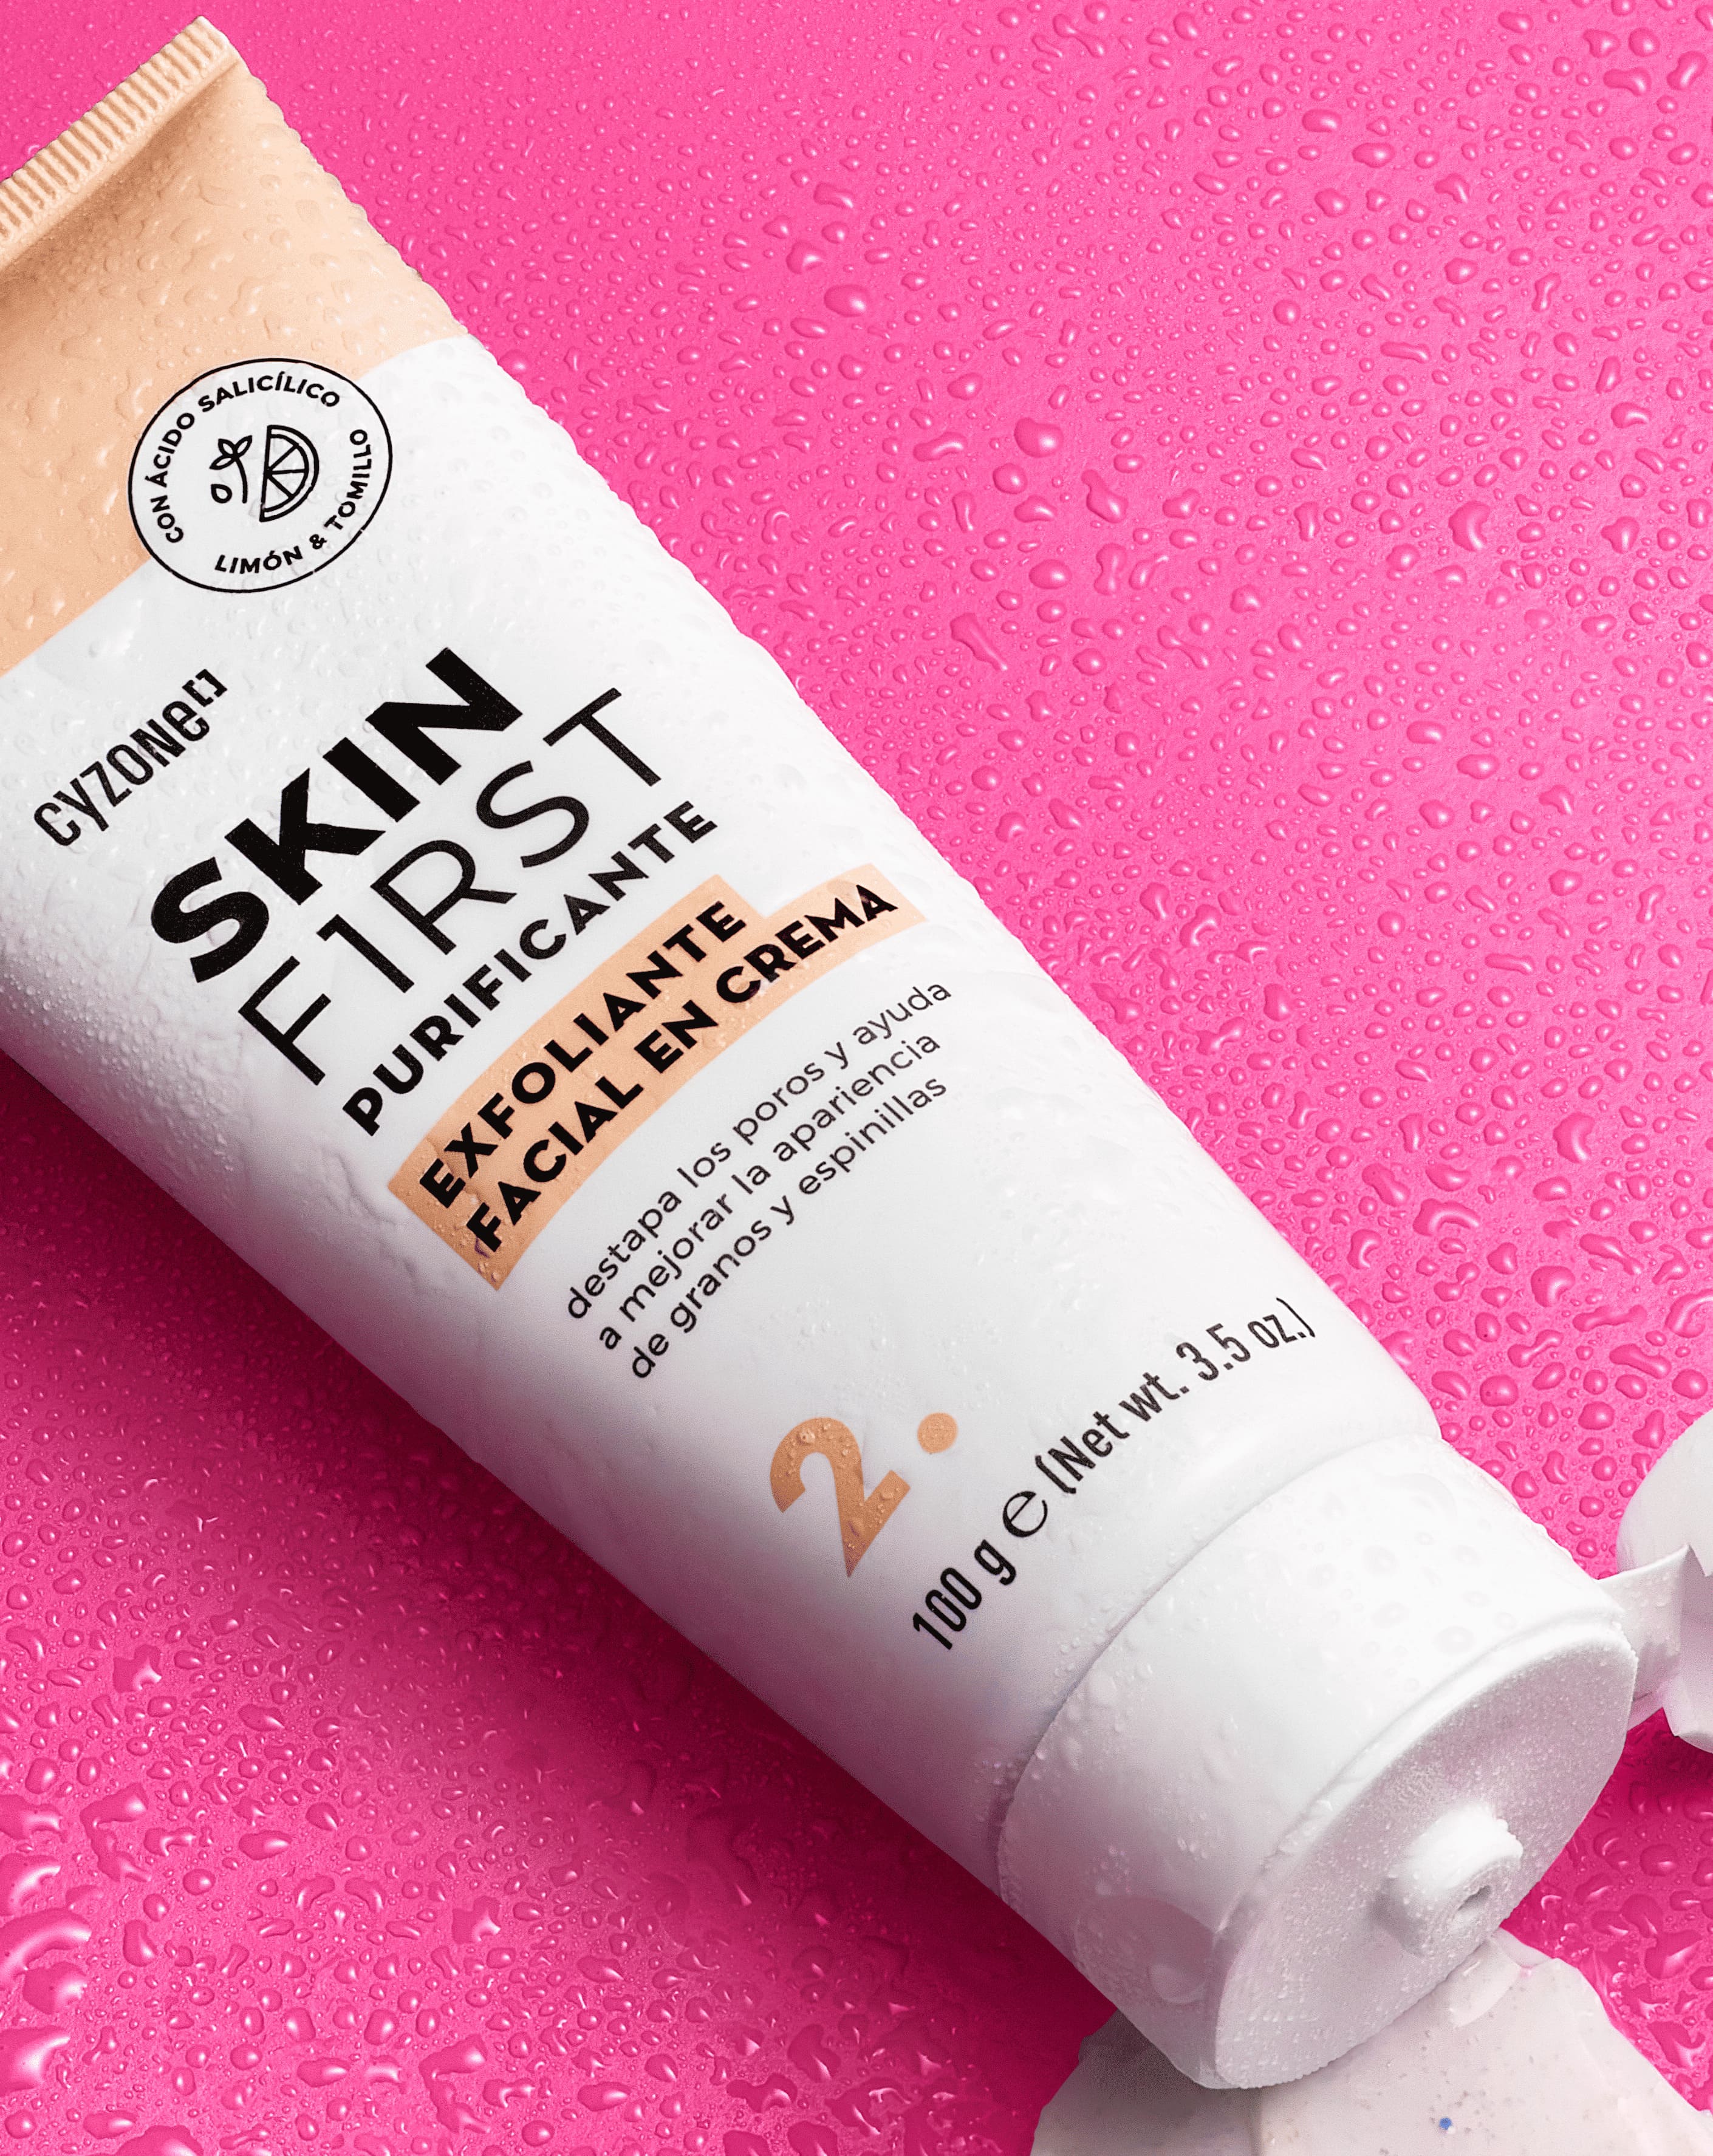 CON ÁCIDO SALICÍLICO
LIMÓN & TOMILLO
cyzone
SKIN
F1RST
PURIFICANTE
EXFOLIANTE
FACIAL EN CREMA
destapa los poros y ayuda
a mejorar la apariencia
de granos y espinillas
2.
100 g ℮ (Net wt. 3.5 oz.)